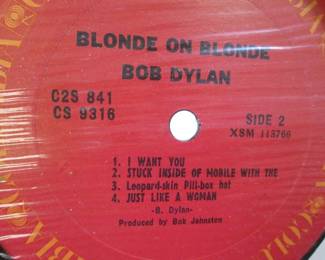 BLONDE ON BLONDE
BOB DYLAN
C2S 841
CS 9316
SIDE 2
XSM 113766
1. I WANT YOU
2. STUCK INSIDE OF MOBILE WITH THE
3. Leopard-skin Pill-box hat
4. JUST LIKE A WOMAN
-B. Dylan-
Produced by Bob Johnston